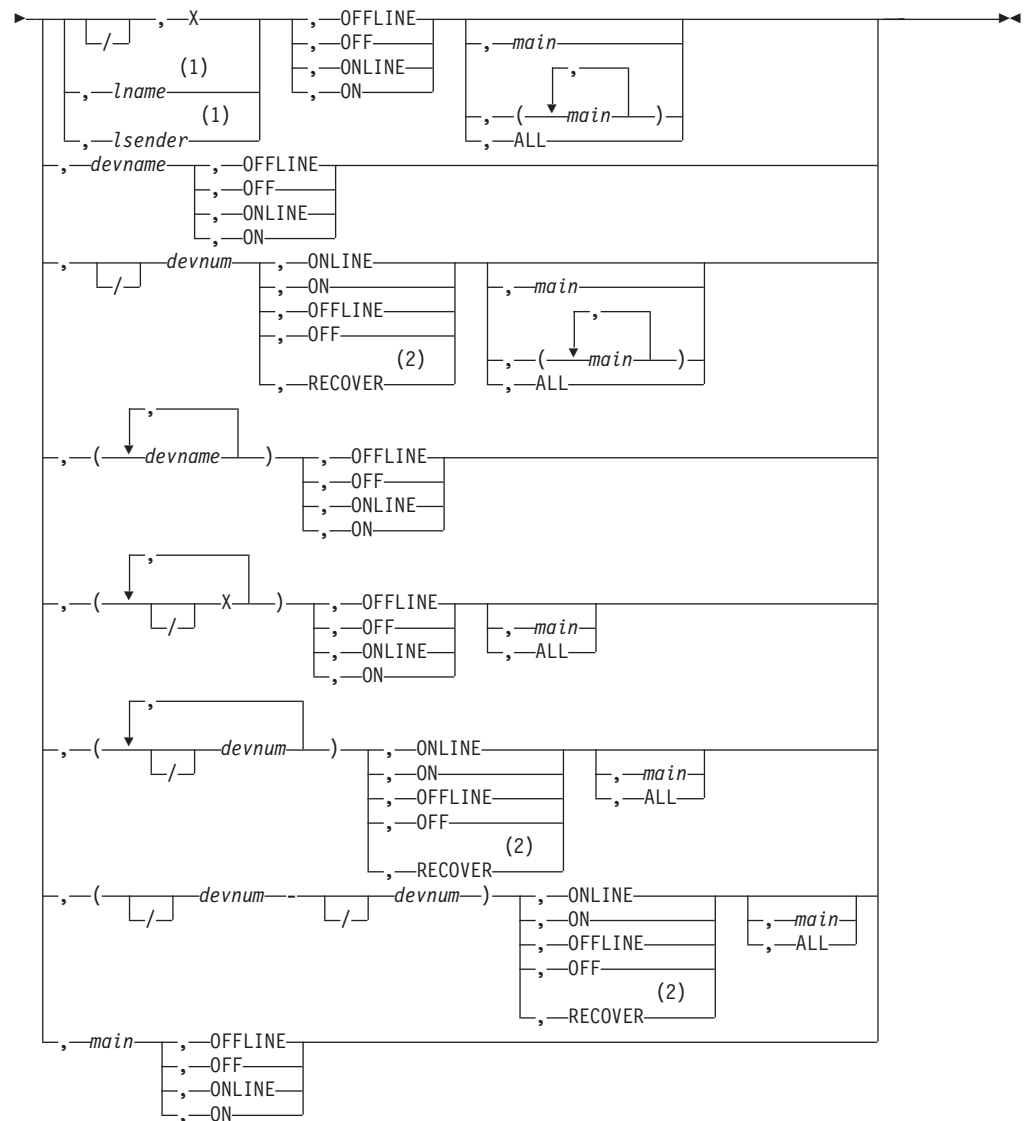 / , X , OFFLINE
, OFF , main
(1) , ONLINE ,
, lname , ON , ( main )
(1) , ALL
, lsender
, devname , OFFLINE
, OFF
, ONLINE
, ON
, / devnum , ONLINE
, ON , main
, OFFLINE ,
, OFF , ( main )
(2) , ALL
, RECOVER
,
, ( devname ) , OFFLINE
, OFF
, ONLINE
, ON
,
, ( / X ) , OFFLINE
, OFF , main
, ONLINE , ALL
, ON
,
, ( / devnum ) , ONLINE
, ON , main
, OFFLINE , ALL
, OFF
(2)
, RECOVER
, ( / devnum - / devnum ) , ONLINE
, ON , main
, OFFLINE , ALL
, OFF
(2)
, RECOVER
, main , OFFLINE
, OFF
, ONLINE
, ON